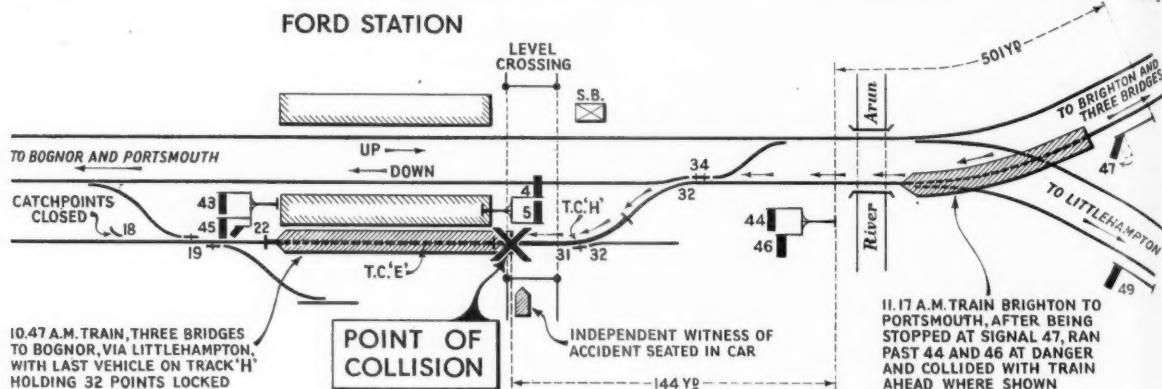 FORD STATION
LEVEL
CROSSING
S.B.
501 YD
Arun
TO BRIGHTON AND
THREE BRIDGES
TO BOGNOR AND PORTSMOUTH
UP
DOWN
34
32
47
CATCHPOINTS
CLOSED
18
43
45
22
4
5
T.C.'H'
44
46
River
TO LITTLEHAMPTON
19
T.C.'E'
31
32
49
10.47 A.M. TRAIN, THREE BRIDGES
TO BOGNOR, VIA LITTLEHAMPTON,
WITH LAST VEHICLE ON TRACK 'H'
HOLDING 32 POINTS LOCKED
POINT OF
COLLISION
INDEPENDENT WITNESS OF
ACCIDENT SEATED IN CAR
144 YD
11.17 A.M. TRAIN BRIGHTON TO
PORTSMOUTH, AFTER BEING
STOPPED AT SIGNAL 47, RAN
PAST 44 AND 46 AT DANGER
AND COLLIDED WITH TRAIN
AHEAD WHERE SHOWN